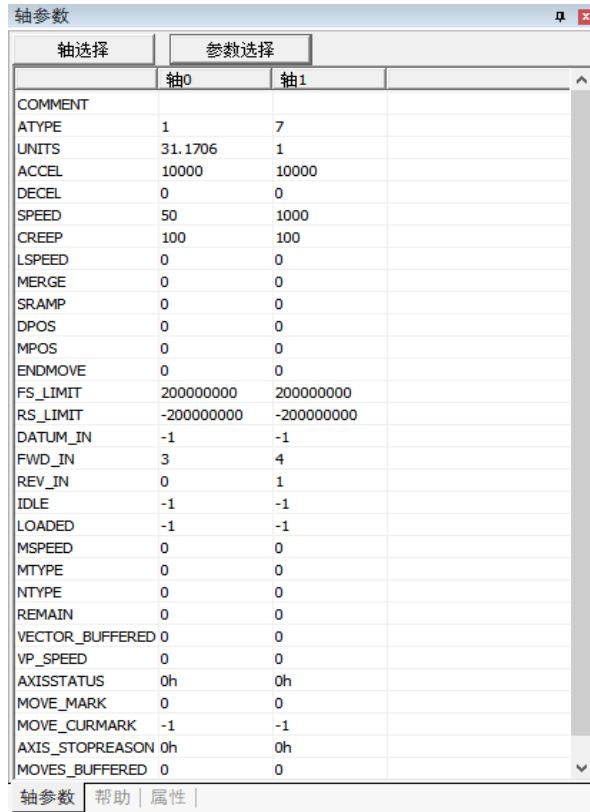 轴参数
轴选择 参数选择
轴0 轴1
COMMENT
ATYPE 1 7
UNITS 31.1706 1
ACCEL 10000 10000
DECEL 0 0
SPEED 50 1000
CREEP 100 100
LSPEED 0 0
MERGE 0 0
SRAMP 0 0
DPOS 0 0
MPOS 0 0
ENDMOVE 0 0
FS_LIMIT 200000000 200000000
RS_LIMIT -200000000 -200000000
DATUM_IN -1 -1
FWD_IN 3 4
REV_IN 0 1
IDLE -1 -1
LOADED -1 -1
MSPEED 0 0
MTYPE 0 0
NTYPE 0 0
REMAIN 0 0
VECTOR_BUFFERED 0 0
VP_SPEED 0 0
AXISSTATUS 0h 0h
MOVE_MARK 0 0
MOVE_CURMARK -1 -1
AXIS_STOPREASON 0h 0h
MOVES_BUFFERED 0 0
轴参数 帮助 属性